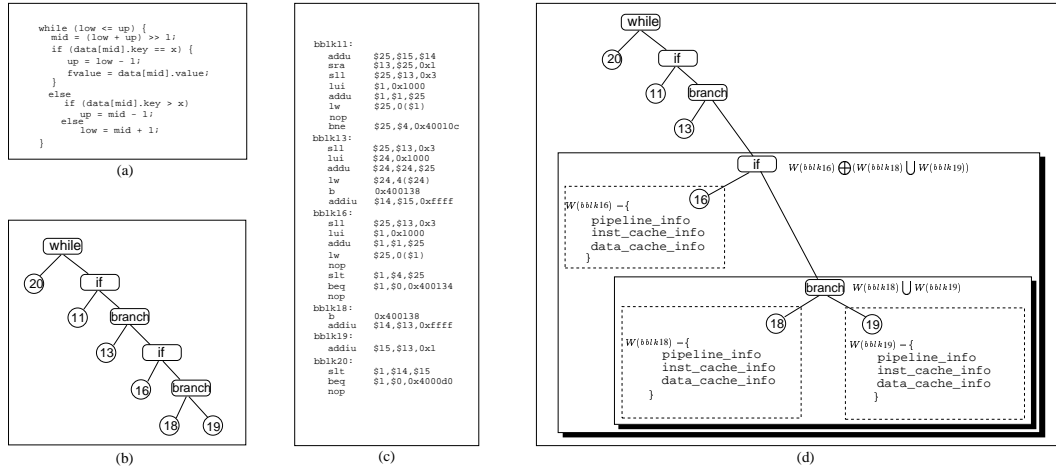 while (low <= up) {
mid = (low + up) >> 1;
if (data[mid].key == x) {
up = low - 1;
fvalue = data[mid].value;
}
else
if (data[mid].key > x)
up = mid - 1;
else
low = mid + 1;
}
(a)
while
20
if
11
branch
13
if
16
branch
18
19
(b)
bblk11:
addu $25,$15,$14
sra $13,$25,0x1
sll $25,$13,0x3
lui $1,0x1000
addu $1,$1,$25
lw $25,0($1)
nop
bne $25,$4,0x40010c
bblk13:
sll $25,$13,0x3
lui $24,0x1000
addu $24,$24,$25
lw $24,4($24)
b 0x400138
addiu $14,$15,0xffff
bblk16:
sll $25,$13,0x3
lui $1,0x1000
addu $1,$1,$25
lw $25,0($1)
nop
slt $1,$4,$25
beq $1,$0,0x400134
nop
bblk18:
b 0x400138
addiu $14,$13,0xffff
bblk19:
addiu $15,$13,0x1
bblk20:
slt $1,$14,$15
beq $1,$0,0x4000d0
nop
(c)
while
20
if
11
branch
13
if W(bblk16) ⊕ (W(bblk18) ⋃ W(bblk19))
16
W(bblk16) -{
pipeline_info
inst_cache_info
data_cache_info
}
branch W(bblk18) ⋃ W(bblk19)
18
19
W(bblk18) -{
pipeline_info
inst_cache_info
data_cache_info
}
W(bblk19) -{
pipeline_info
inst_cache_info
data_cache_info
}
(d)